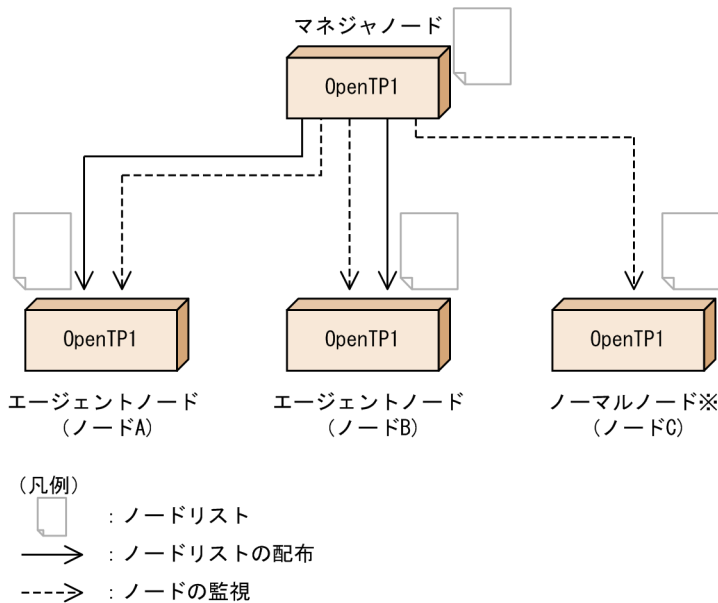 マネジャノード
OpenTP1
OpenTP1
OpenTP1
OpenTP1
エージェントノード
(ノードA)
エージェントノード
(ノードB)
ノーマルノード※
(ノードC)
(凡例)
:ノードリスト
:ノードリストの配布
:ノードの監視